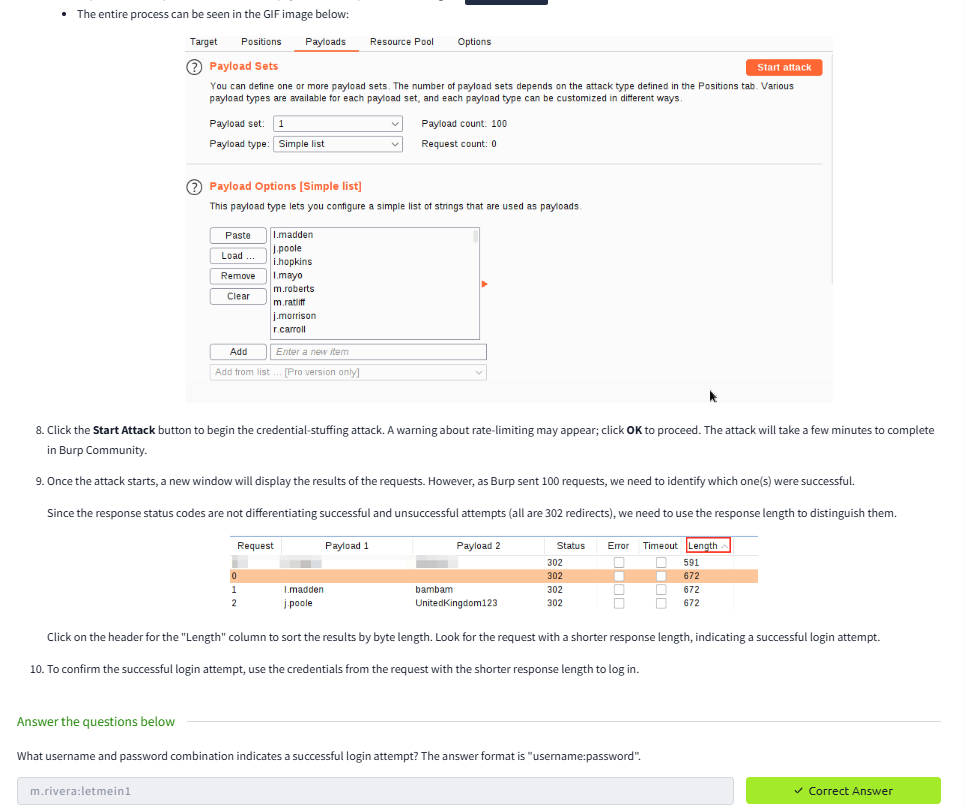 • The entire process can be seen in the GIF image below:
Target Positions Payloads Resource Pool Options
? Payload Sets Start attack
You can define one or more payload sets. The number of payload sets depends on the attack type defined in the Positions tab. Various
payload types are available for each payload set, and each payload type can be customized in different ways.
Payload set: 1 Payload count: 100
Payload type: Simple list Request count: 0
? Payload Options [Simple list]
This payload type lets you configure a simple list of strings that are used as payloads.
Paste
Load ...
Remove
Clear
l.madden
j.poole
i.hopkins
l.mayo
m.roberts
m.ratliff
j.morrison
r.carroll
Add Enter a new item
Add from list ... [Pro version only]
8. Click the Start Attack button to begin the credential-stuffing attack. A warning about rate-limiting may appear; click OK to proceed. The attack will take a few minutes to complete
in Burp Community.
9. Once the attack starts, a new window will display the results of the requests. However, as Burp sent 100 requests, we need to identify which one(s) were successful.
Since the response status codes are not differentiating successful and unsuccessful attempts (all are 302 redirects), we need to use the response length to distinguish them.
Request Payload 1 Payload 2 Status Error Timeout Length
302 591
0 302 672
1 l.madden bambam 302 672
2 j.poole UnitedKingdom123 302 672
Click on the header for the "Length" column to sort the results by byte length. Look for the request with a shorter response length, indicating a successful login attempt.
10. To confirm the successful login attempt, use the credentials from the request with the shorter response length to log in.
Answer the questions below
What username and password combination indicates a successful login attempt? The answer format is "username:password".
m.rivera:letmein1 ✓ Correct Answer